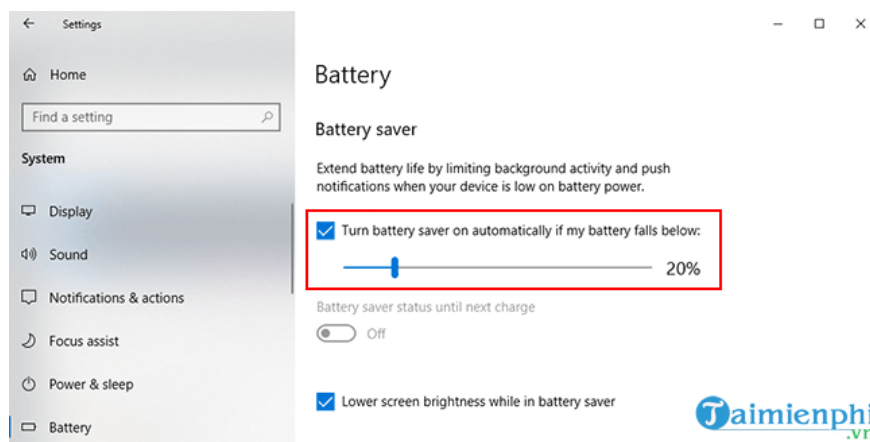 Settings
Home
Find a setting
System
Display
Sound
Notifications & actions
Focus assist
Power & sleep
Battery
Battery
Battery saver
Extend battery life by limiting background activity and push
notifications when your device is low on battery power.
Turn battery saver on automatically if my battery falls below:
20%
Battery saver status until next charge
Off
Lower screen brightness while in battery saver
Taimienphi
.vn